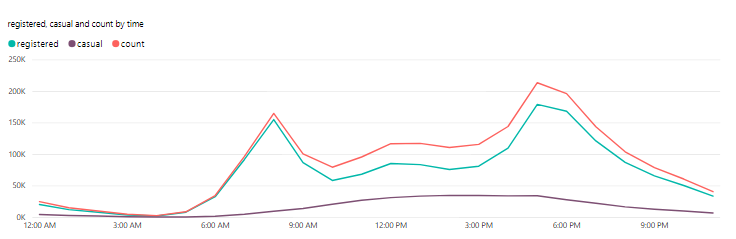 registered, casual and count by time
registered casual count
250K
200K
150K
100K
50K
0K
12:00 AM 3:00 AM 6:00 AM 9:00 AM 12:00 PM 3:00 PM 6:00 PM 9:00 PM